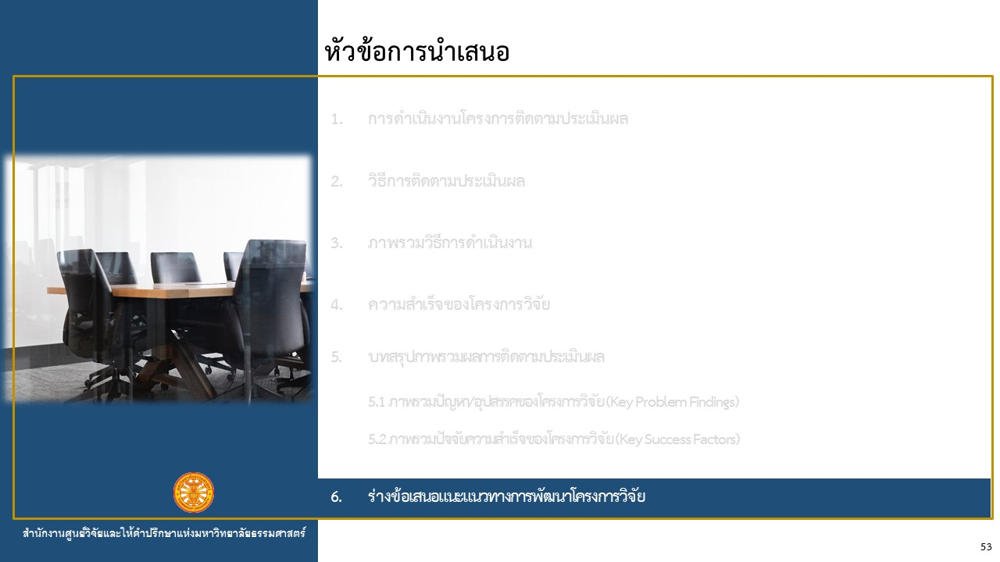 หัวข้อการนำเสนอ
1. การดำเนินงานโครงการติดตามประเมินผล
2. วิธีการติดตามประเมินผล
3. ภาพรวมวิธีการดำเนินงาน
4. ความสำเร็จของโครงการวิจัย
5. บทสรุปภาพรวมผลการติดตามประเมินผล
5.1 ภาพรวมปัญหา/อุปสรรคของโครงการวิจัย (Key Problem Findings)
5.2 ภาพรวมปัจจัยความสำเร็จของโครงการวิจัย (Key Success Factors)
6. ร่างข้อเสนอแนะแนวทางการพัฒนาโครงการวิจัย
สำนักงานศูนย์วิจัยและให้คำปรึกษาแห่งมหาวิทยาลัยธรรมศาสตร์
53